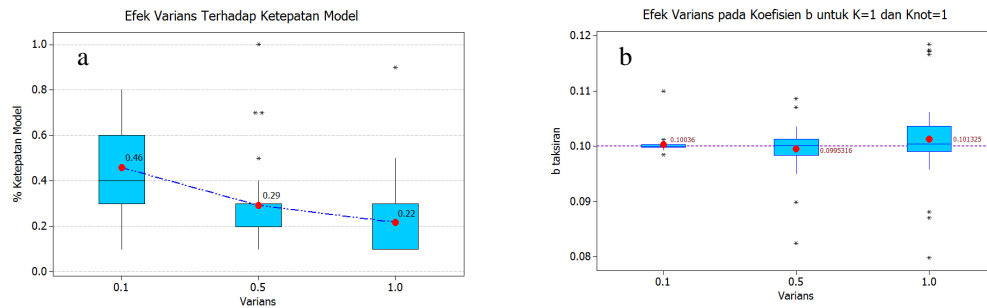 Efek Varians Terhadap Ketepatan Model
a
% Ketepatan Model
1.0
0.8
0.6
0.4
0.2
0.0
0.46
0.29
0.22
0.1
0.5
1.0
Varians
Efek Varians pada Koefisien b untuk K=1 dan Knot=1
b
b taksiran
0.12
0.11
0.10
0.09
0.08
0.10036
0.0995316
0.101325
0.1
0.5
1.0
Varians